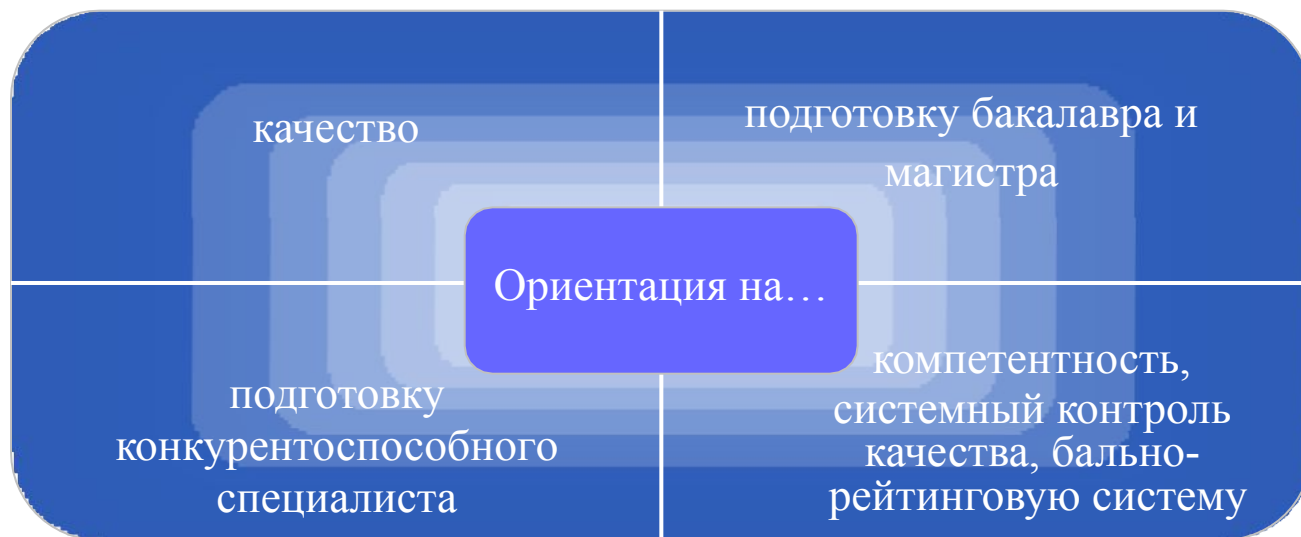 качество
подготовку бакалавра и
магистра
Ориентация на…
подготовку
конкурентоспособного
специалиста
компетентность,
системный контроль
качества, бально-
рейтинговую систему